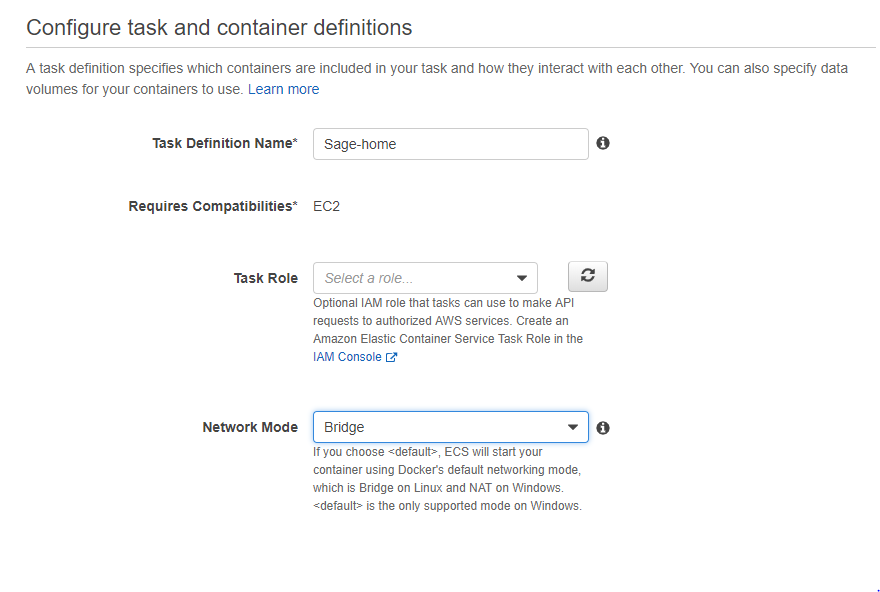 Configure task and container definitions
A task definition specifies which containers are included in your task and how they interact with each other. You can also specify data
volumes for your containers to use. Learn more
Task Definition Name* Sage-home
Requires Compatibilities* EC2
Task Role Select a role...
Optional IAM role that tasks can use to make API
requests to authorized AWS services. Create an
Amazon Elastic Container Service Task Role in the
IAM Console
Network Mode Bridge
If you choose <default>, ECS will start your
container using Docker's default networking mode,
which is Bridge on Linux and NAT on Windows.
<default> is the only supported mode on Windows.